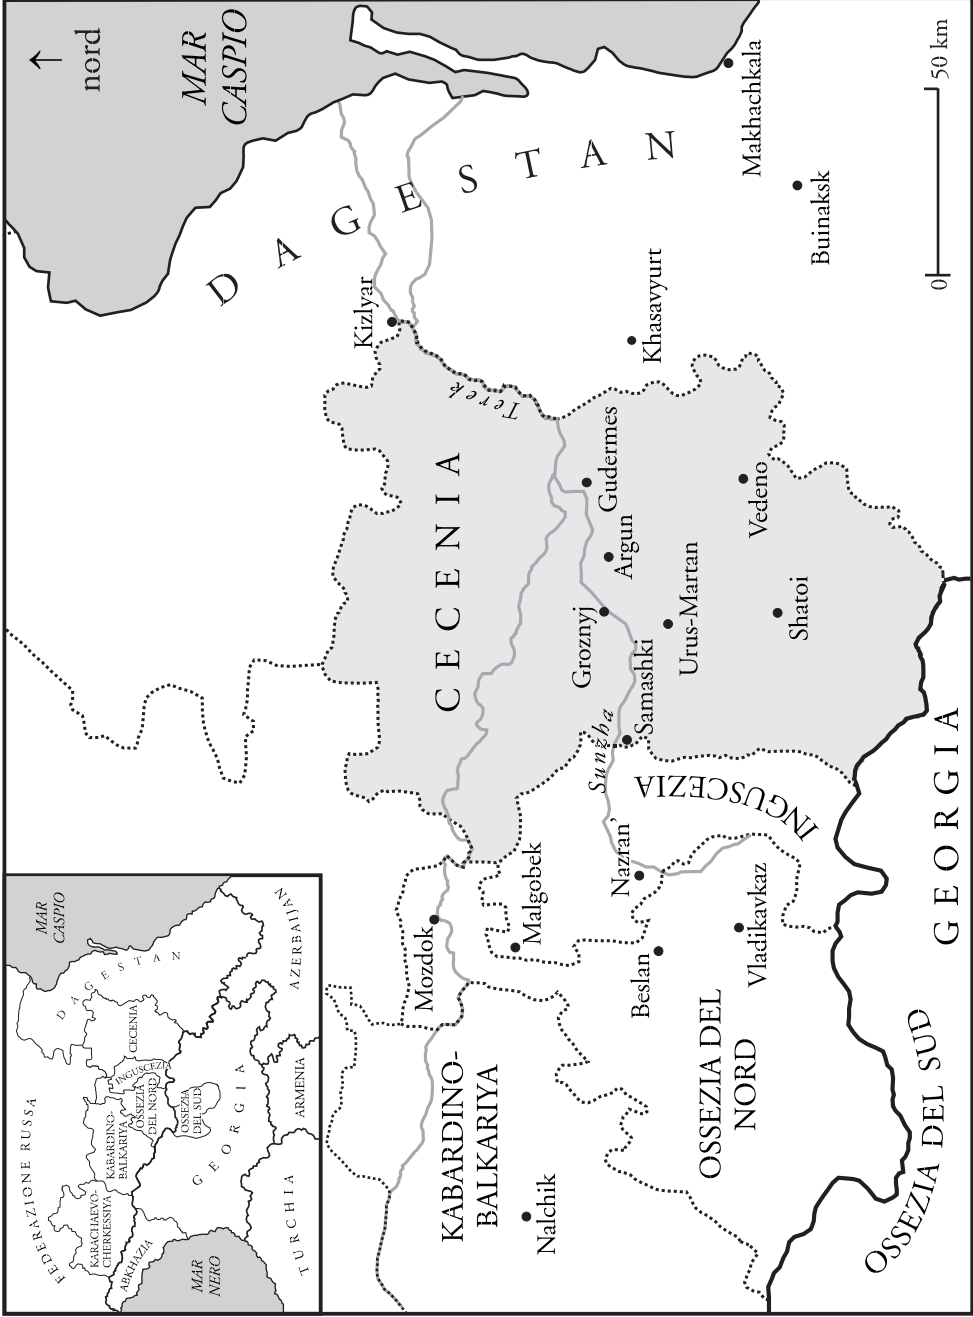 nord
MAR
CASPIO
DAGESTAN
Kizlyar
Terek
Khasavyurt
Makhachkala
Buinaksk
50 km
0
CECENIA
Gudermes
Argun
Groznyj
Urus-Martan
Samashki
Vedeno
Shatoi
Sunzha
INGUSCEZIA
Nazran’
Malgobek
Mozdok
Beslan
Vladikavkaz
OSSEZIA DEL
NORD
KABARDINO-
BALKARIYA
Nalchik
GEORGIA
OSSEZIA DEL SUD
FEDERAZIONE RUSSA
MAR
CASPIO
DAGESTAN
CECENIA
INGUSCEZIA
OSSEZIA
DEL NORD
KABARDINO-
BALKARIYA
KARACHAEVO-
CHERKESSIYA
ABKHAZIA
OSSEZIA
DEL SUD
GEORGIA
MAR
NERO
TURCHIA
ARMENIA
AZERBAIJAN